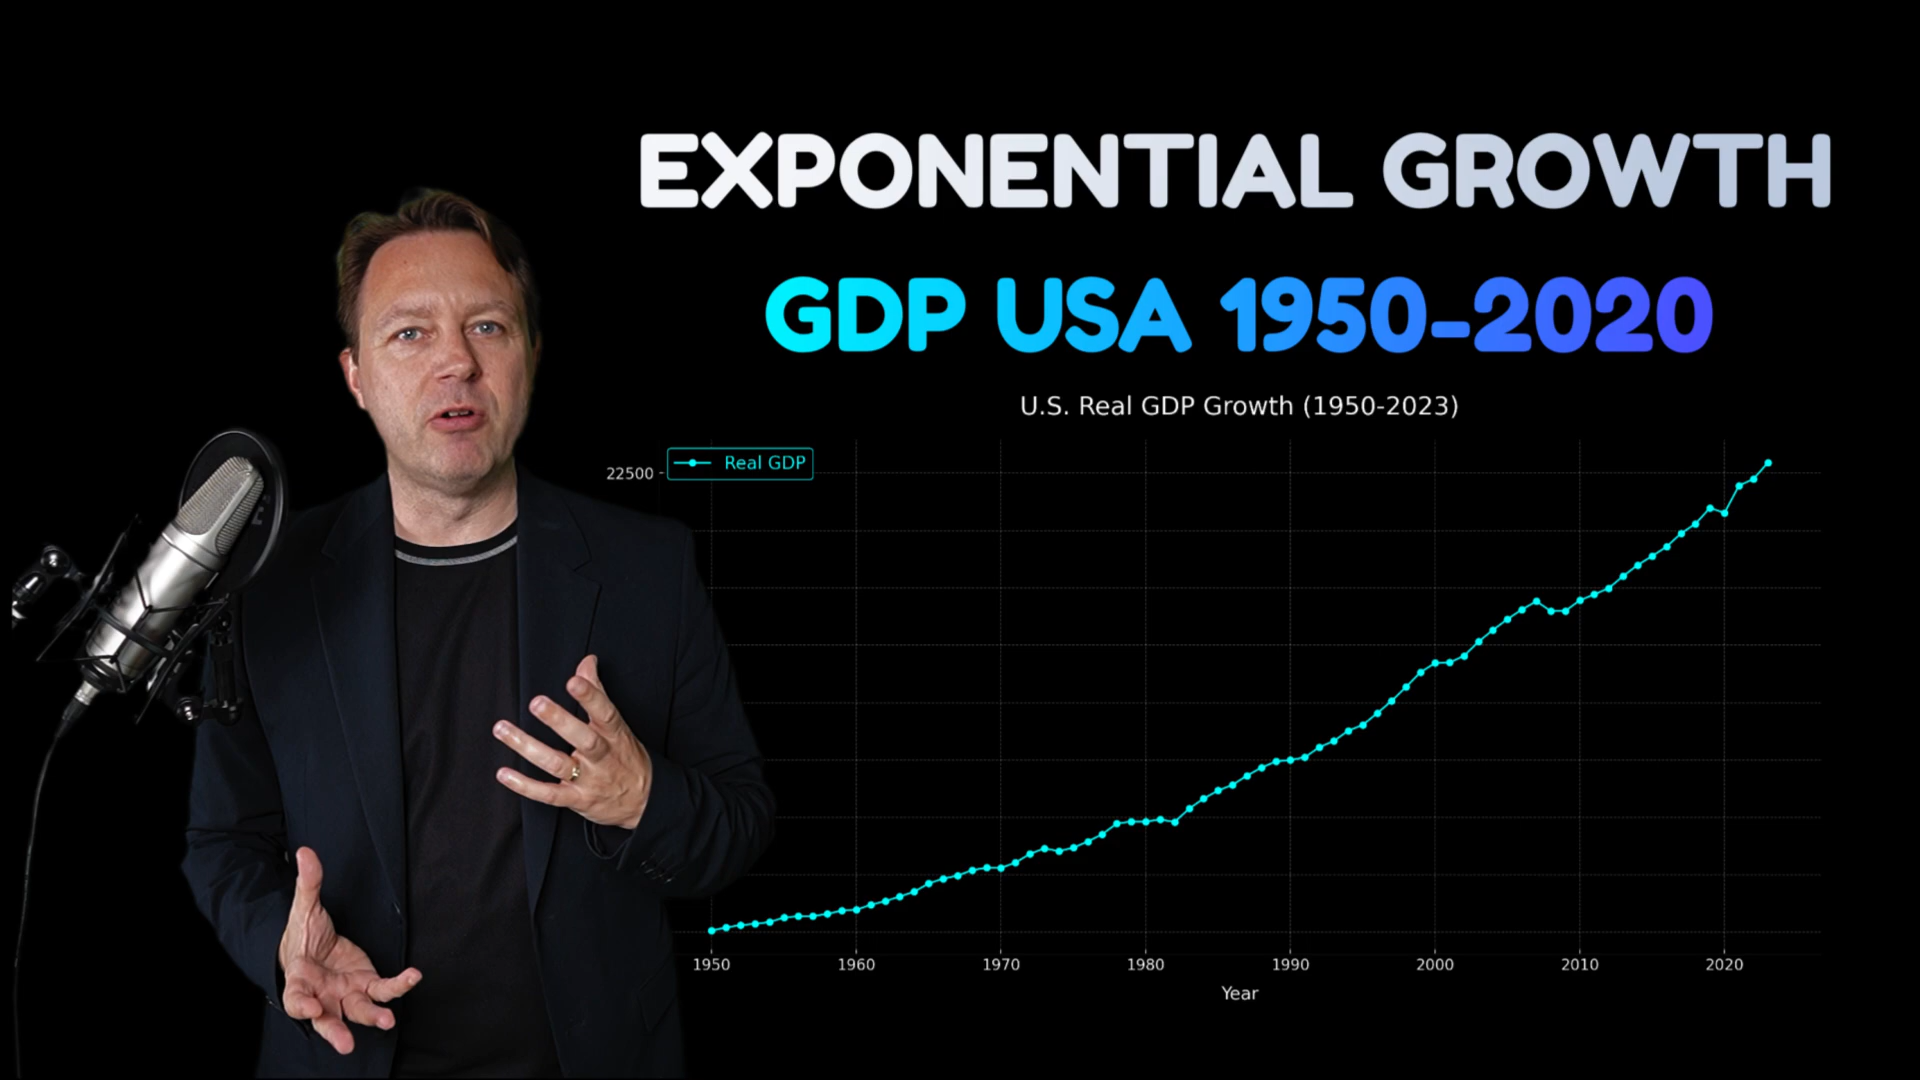 EXPONENTIAL GROWTH
GDP USA 1950-2020
U.S. Real GDP Growth (1950-2023)
22500
Real GDP
1950 1960 1970 1980 1990 2000 2010 2020
Year